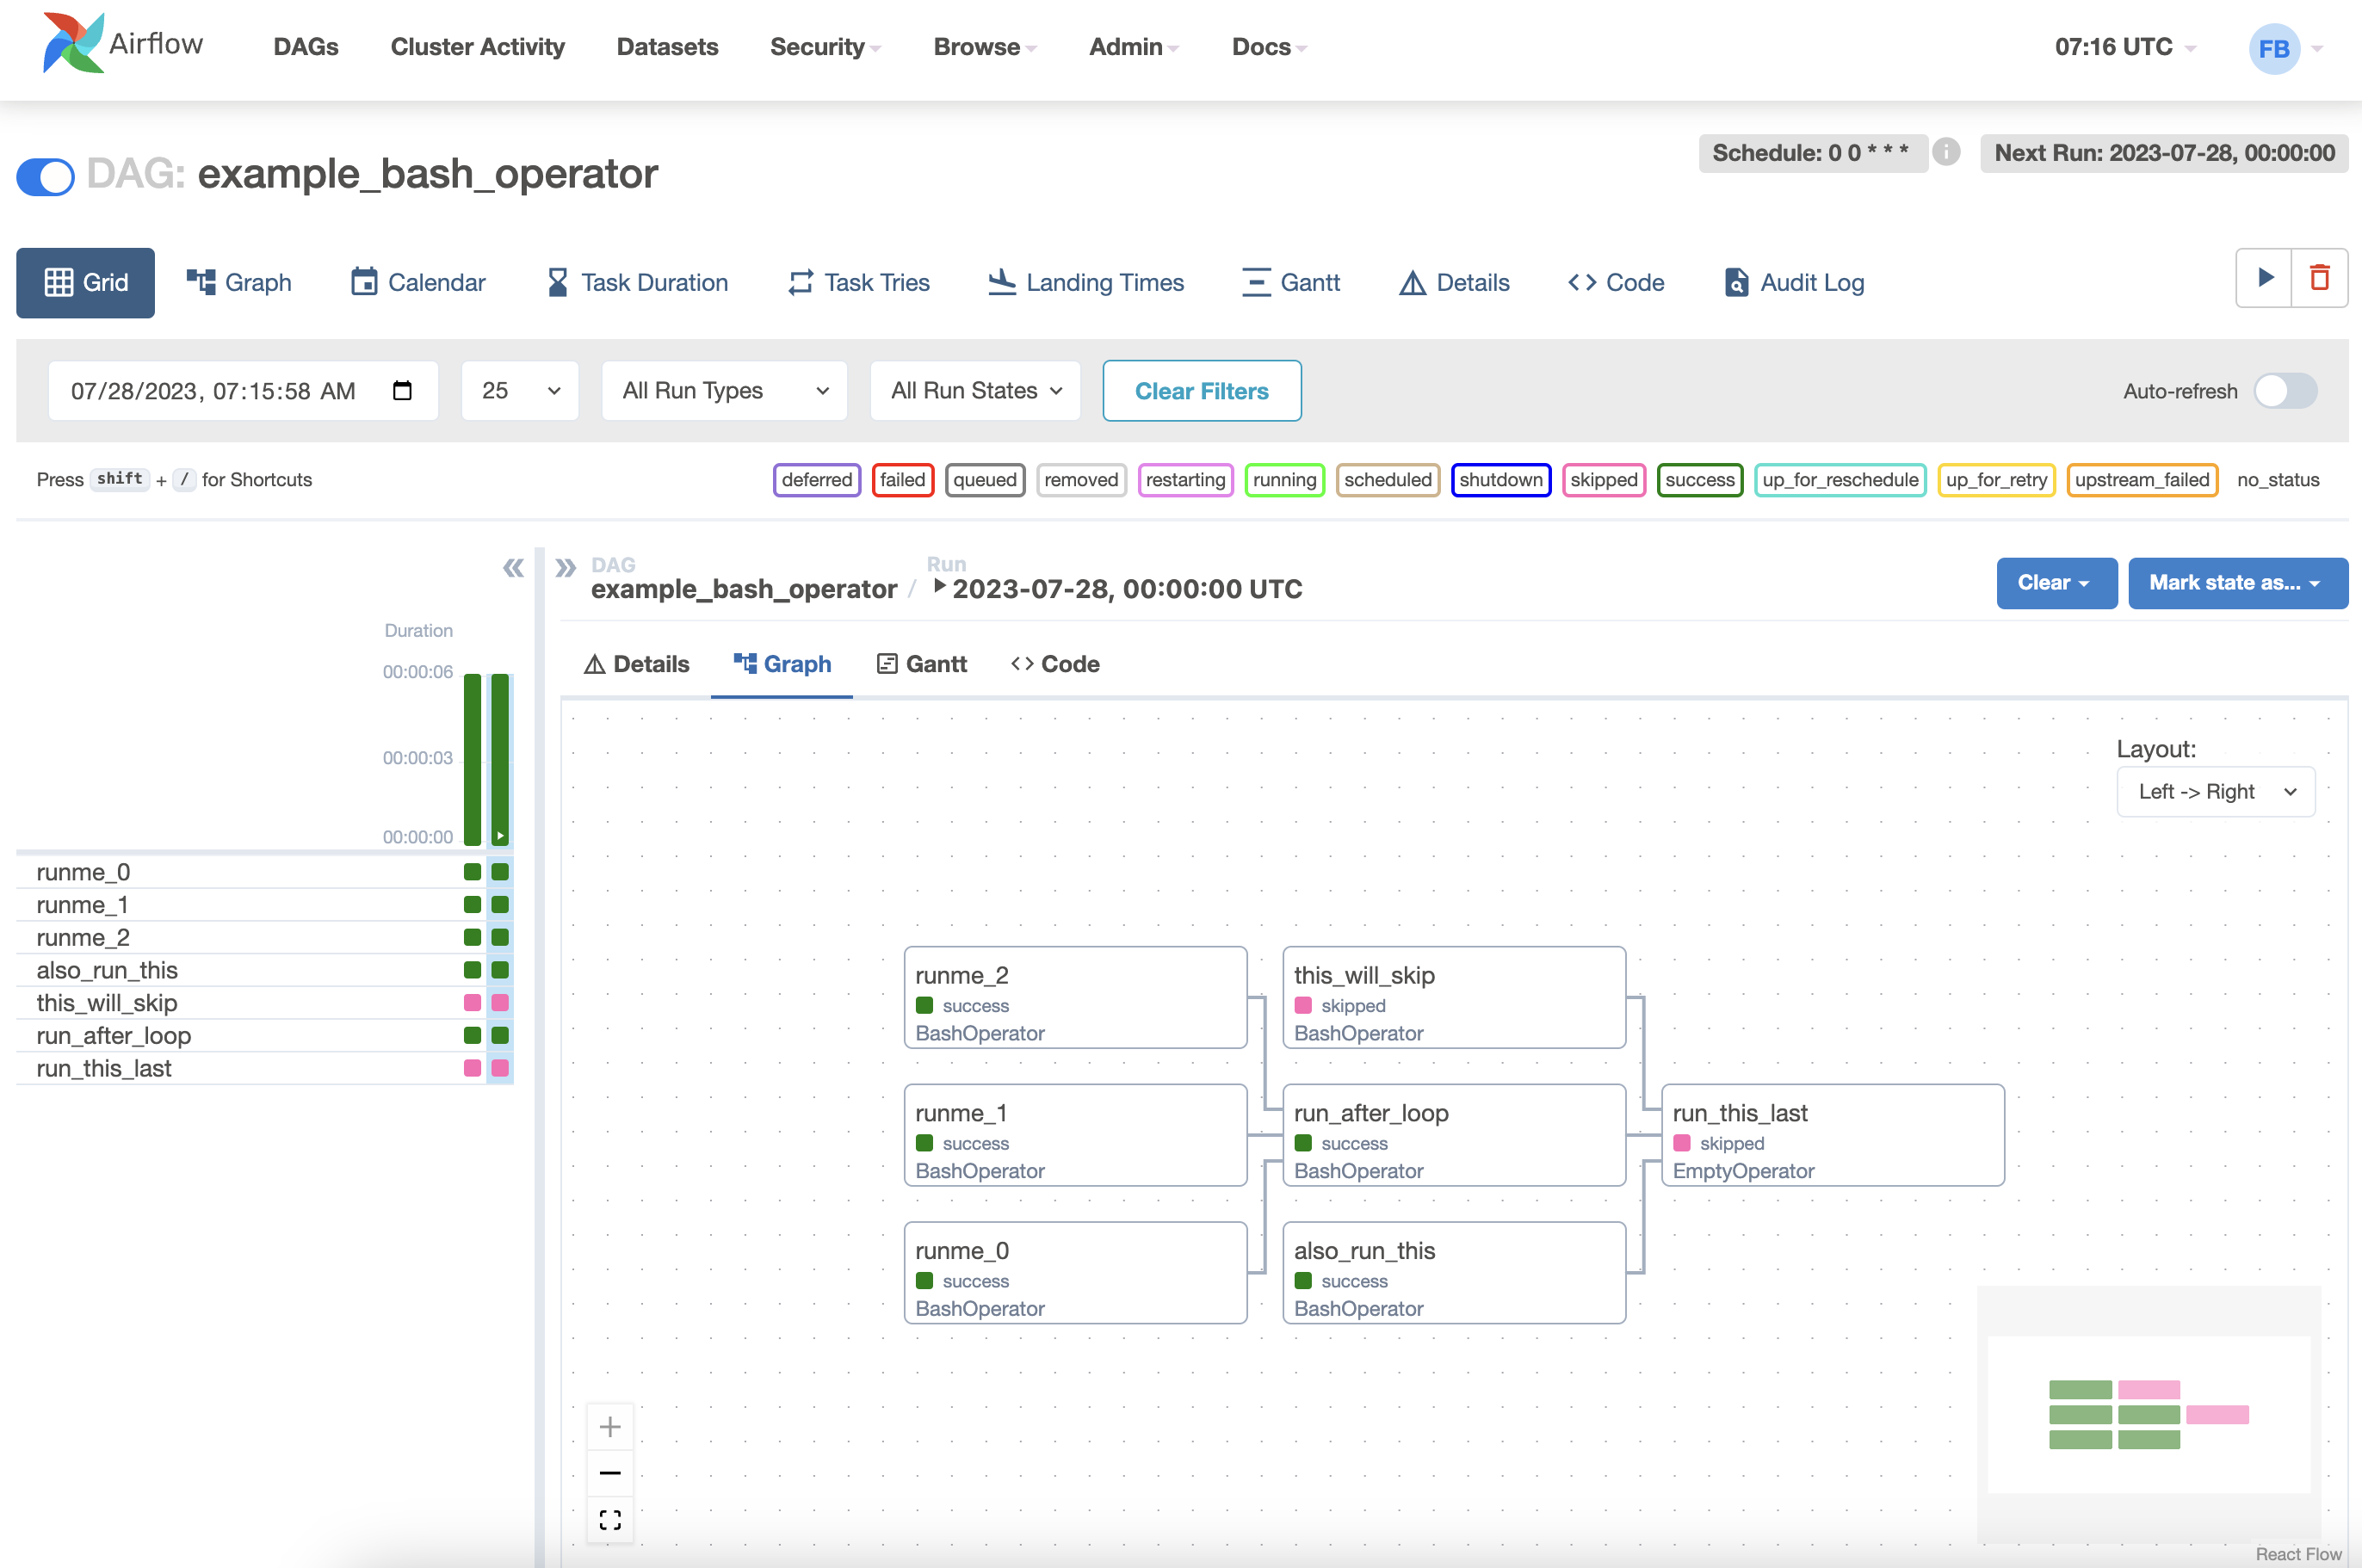 Airflow DAGs Cluster Activity Datasets Security Browse Admin Docs 07:16 UTC FB
DAG: example_bash_operator
Schedule: 0 0 * * * i Next Run: 2023-07-28, 00:00:00
Grid Graph Calendar Task Duration Task Tries Landing Times Gantt Details Code Audit Log
07/28/2023, 07:15:58 AM 25 All Run Types All Run States Clear Filters Auto-refresh
Press shift + / for Shortcuts
deferred failed queued removed restarting running scheduled shutdown skipped success up_for_reschedule up_for_retry upstream_failed no_status
Duration
00:00:06
00:00:03
00:00:00
runme_0
runme_1
runme_2
also_run_this
this_will_skip
run_after_loop
run_this_last
DAG
example_bash_operator /
Run
2023-07-28, 00:00:00 UTC
Clear Mark state as...
Details Graph Gantt Code
Layout:
Left -> Right
runme_2
success
BashOperator
this_will_skip
skipped
BashOperator
runme_1
success
BashOperator
run_after_loop
success
BashOperator
run_this_last
skipped
EmptyOperator
runme_0
success
BashOperator
also_run_this
success
BashOperator
React Flow